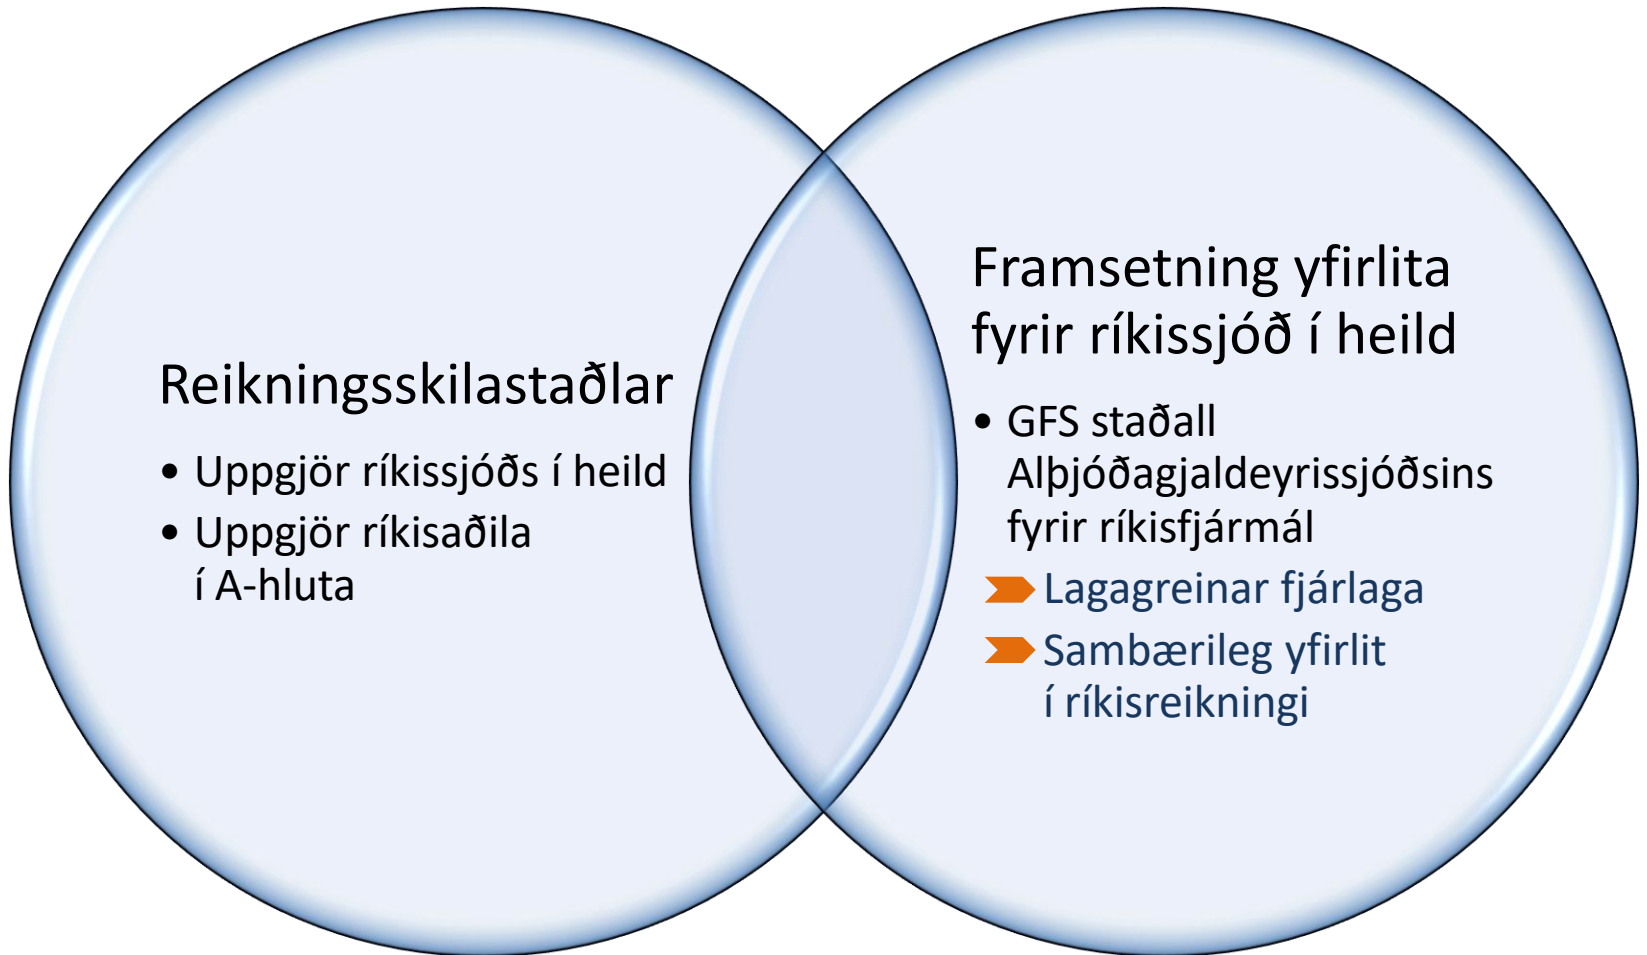 Reikningsskilastaðlar
• Uppgjör ríkissjóðs í heild
• Uppgjör ríkisaðila
í A-hluta
Framsetning yfirlita
fyrir ríkissjóð í heild
• GFS staðall
Alþjóðagjaldeyrissjóðsins
fyrir ríkisfjármál
Lagagreinar fjárlaga
Sambærileg yfirlit
í ríkisreikningi